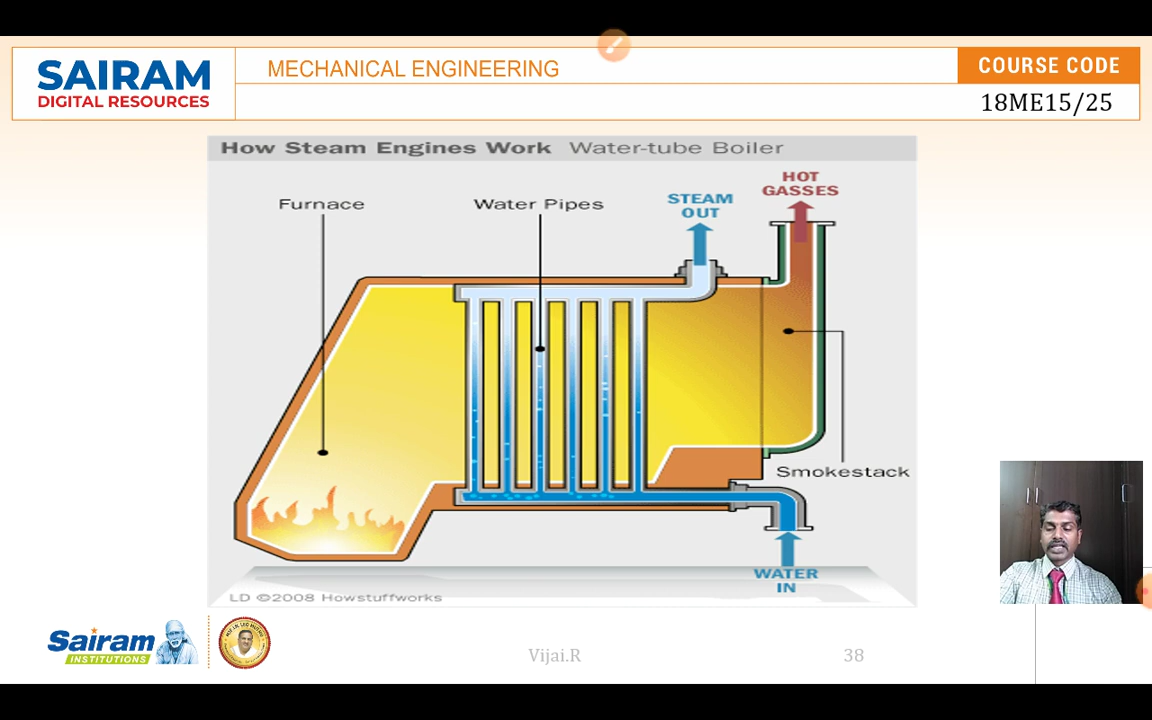 SAIRAM
DIGITAL RESOURCES
MECHANICAL ENGINEERING
COURSE CODE
18ME15/25
How Steam Engines Work Water-tube Boiler
HOT
GASSES
STEAM
OUT
Furnace
Water Pipes
Smokestack
WATER
IN
LD ©2008 Howstuffworks
Sairam
INSTITUTIONS
Vijai.R
38